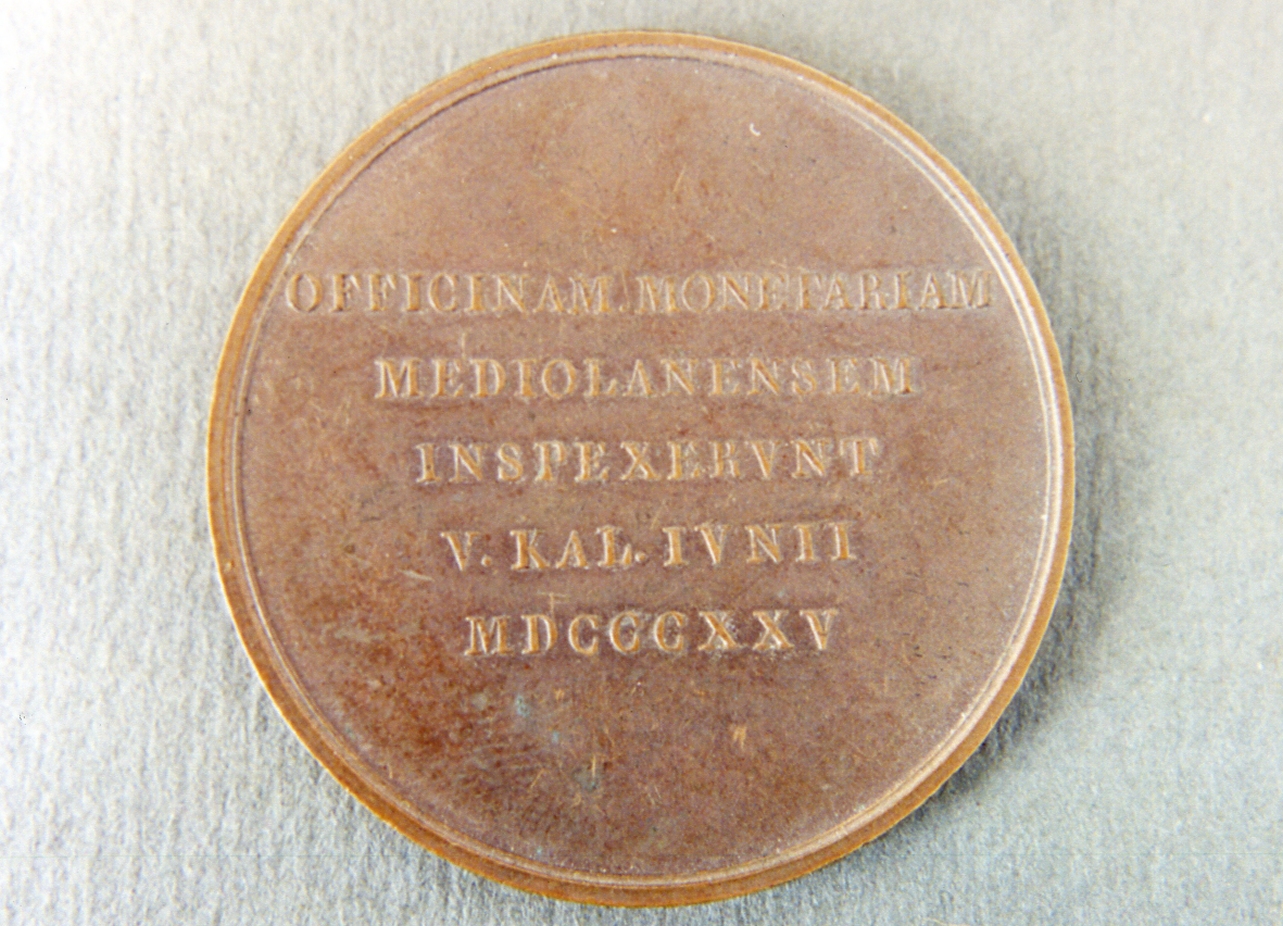 OFFICINAM MONETARIAM
MEDIOLANENSEM
INSPEXERVNT
V. KAL. IVNII
MDCCCXXV